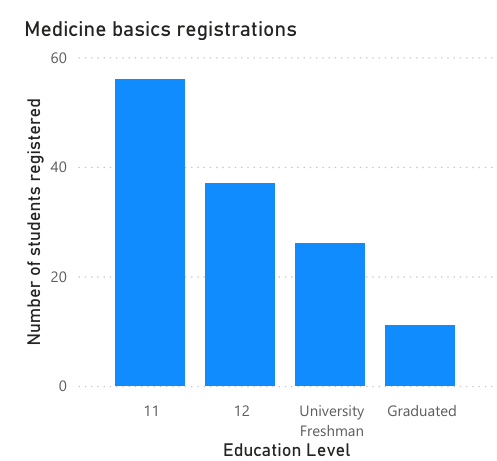 Medicine basics registrations
Number of students registered
60
40
20
0
11
12
University
Freshman
Graduated
Education Level